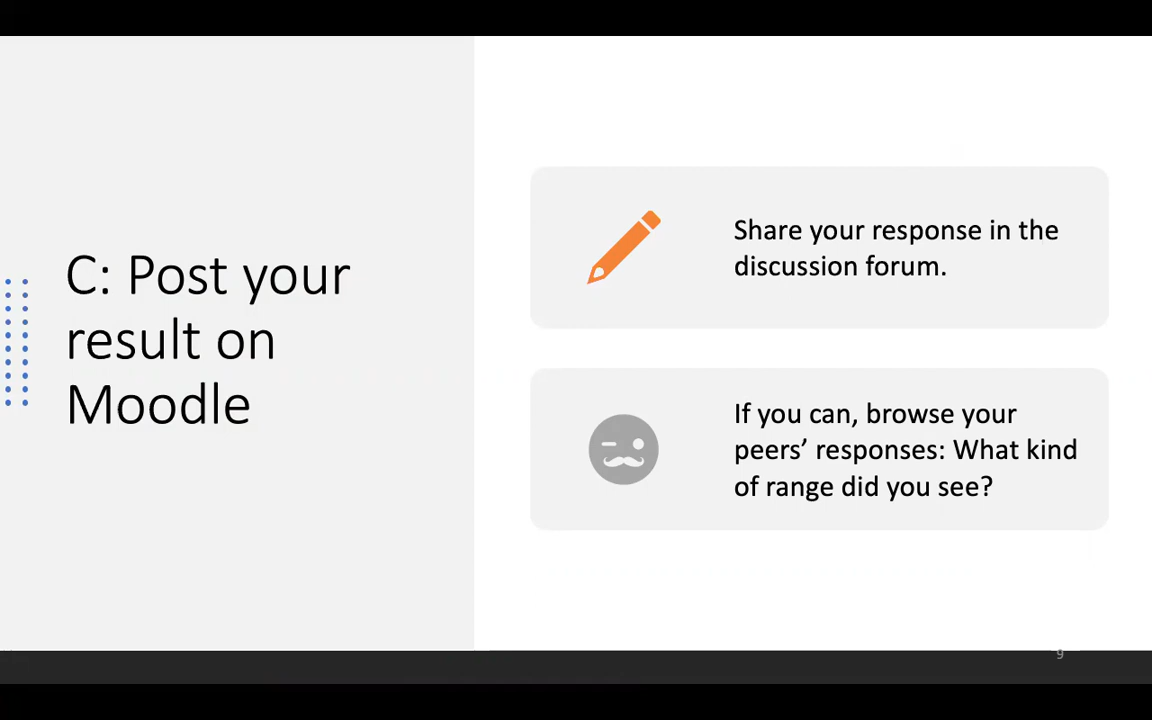 C: Post your
result on
Moodle
Share your response in the
discussion forum.
If you can, browse your
peers’ responses: What kind
of range did you see?
9